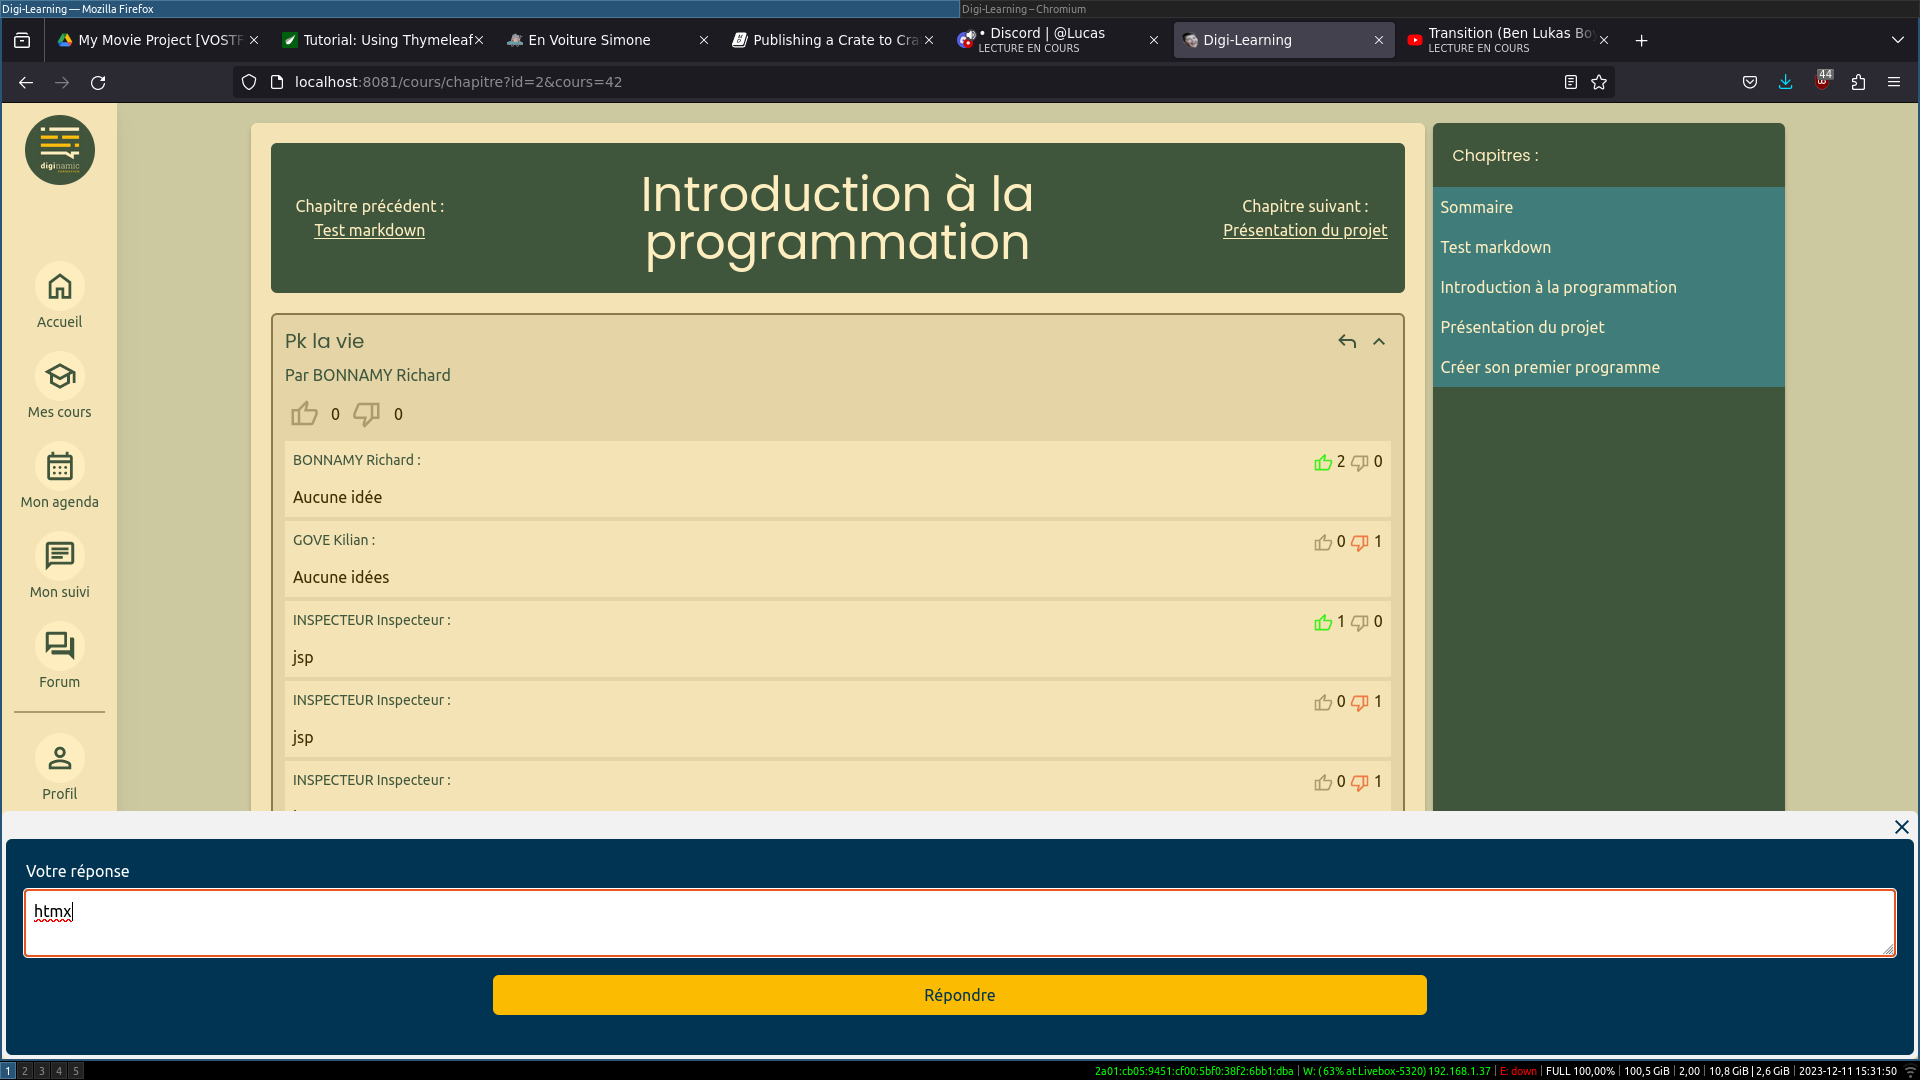 Digi-Learning — Mozilla Firefox
Digi-Learning – Chromium
My Movie Project [VOSTF
Tutorial: Using Thymeleaf
En Voiture Simone
Publishing a Crate to Cra
• Discord | @Lucas
LECTURE EN COURS
Digi-Learning
Transition (Ben Lukas Boy
LECTURE EN COURS
localhost:8081/cours/chapitre?id=2&cours=42
44
diginamic
Accueil
Mes cours
Mon agenda
Mon suivi
Forum
Profil
Chapitre précédent :
Test markdown
Introduction à la
programmation
Chapitre suivant :
Présentation du projet
Pk la vie
Par BONNAMY Richard
0 0
BONNAMY Richard :
2 0
Aucune idée
GOVE Kilian :
0 1
Aucune idées
INSPECTEUR Inspecteur :
1 0
jsp
INSPECTEUR Inspecteur :
0 1
jsp
INSPECTEUR Inspecteur :
0 1
Chapitres :
Sommaire
Test markdown
Introduction à la programmation
Présentation du projet
Créer son premier programme
Votre réponse
htmx
Répondre
1 2 3 4 5
2a01:cb05:9451:cf00:5bf0:38f2:6bb1:dba | W: (63% at Livebox-5320) 192.168.1.37 | E: down | FULL 100,00% | 100,5 GiB | 2,00 | 10,8 GiB | 2,6 GiB | 2023-12-11 15:31:50